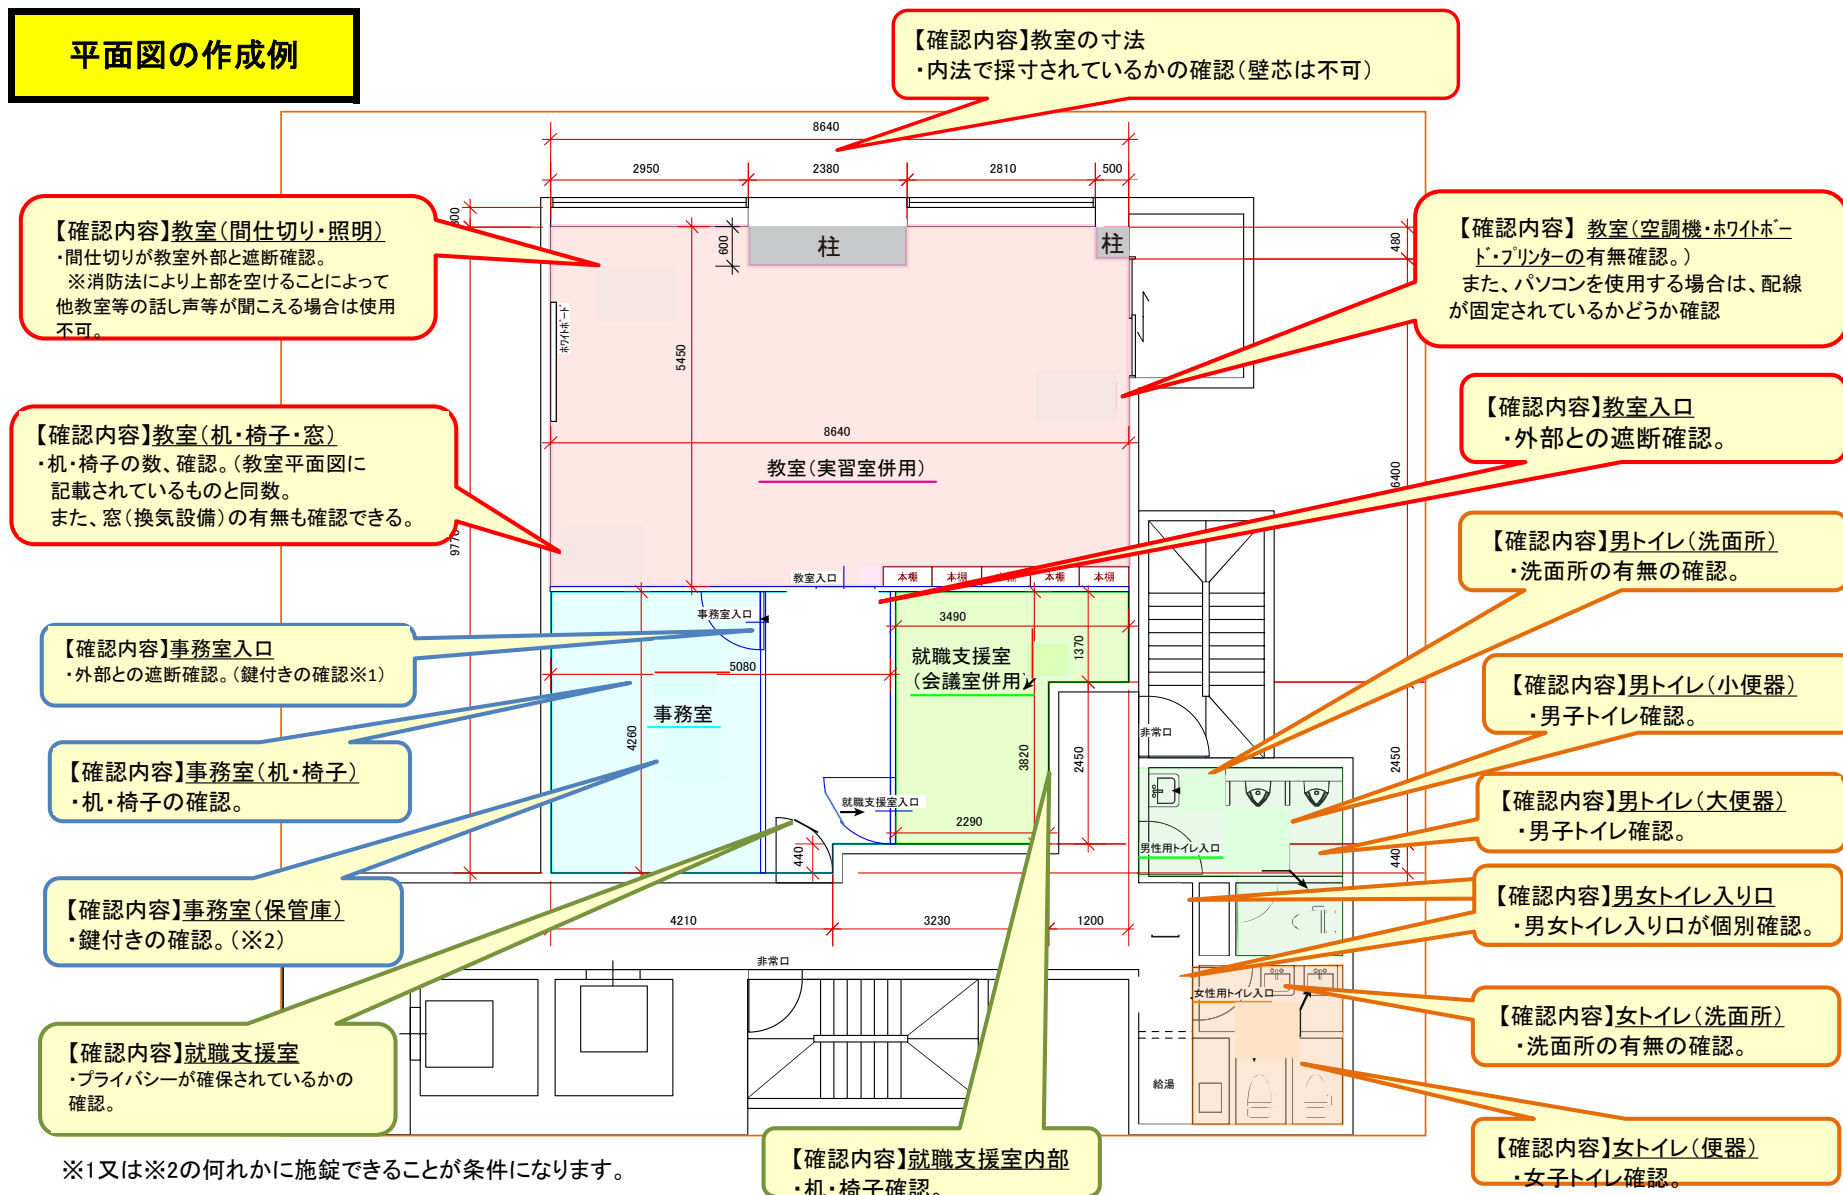 平面図の作成例
【確認内容】教室の寸法
・内法で採寸されているかの確認(壁芯は不可)
8640
2950
2380
2810
500
【確認内容】教室(間仕切り・照明)
・間仕切りが教室外部と遮断確認。
※消防法により上部を空けることによって
他教室等の話し声等が聞こえる場合は使用
不可。
600
柱
柱
480
【確認内容】 教室(空調機・ホワイトボー
ド・プリンターの有無確認。)
また、パソコンを使用する場合は、配線
が固定されているかどうか確認
ホワイトボード
5450
【確認内容】教室入口
・外部との遮断確認。
【確認内容】教室(机・椅子・窓)
・机・椅子の数、確認。(教室平面図に
記載されているものと同数。
また、窓(換気設備)の有無も確認できる。
8640
教室(実習室併用)
6400
9770
【確認内容】男トイレ(洗面所)
・洗面所の有無の確認。
教室入口
本棚
本棚
本棚
本棚
本棚
事務室入口
3490
1370
【確認内容】事務室入口
・外部との遮断確認。(鍵付きの確認※1)
5080
就職支援室
(会議室併用)
【確認内容】男トイレ(小便器)
・男子トイレ確認。
事務室
4260
3820
2450
非常口
2450
【確認内容】事務室(机・椅子)
・机・椅子の確認。
就職支援室入口
【確認内容】男トイレ(大便器)
・男子トイレ確認。
2290
440
男性用トイレ入口
440
【確認内容】事務室(保管庫)
・鍵付きの確認。(※2)
4210
3230
1200
【確認内容】男女トイレ入り口
・男女トイレ入り口が個別確認。
非常口
女性用トイレ入口
【確認内容】女トイレ(洗面所)
・洗面所の有無の確認。
【確認内容】就職支援室
・プライバシーが確保されているかの
確認。
給湯
【確認内容】女トイレ(便器)
・女子トイレ確認。
【確認内容】就職支援室内部
・机・椅子確認。
※1又は※2の何れかに施錠できることが条件になります。